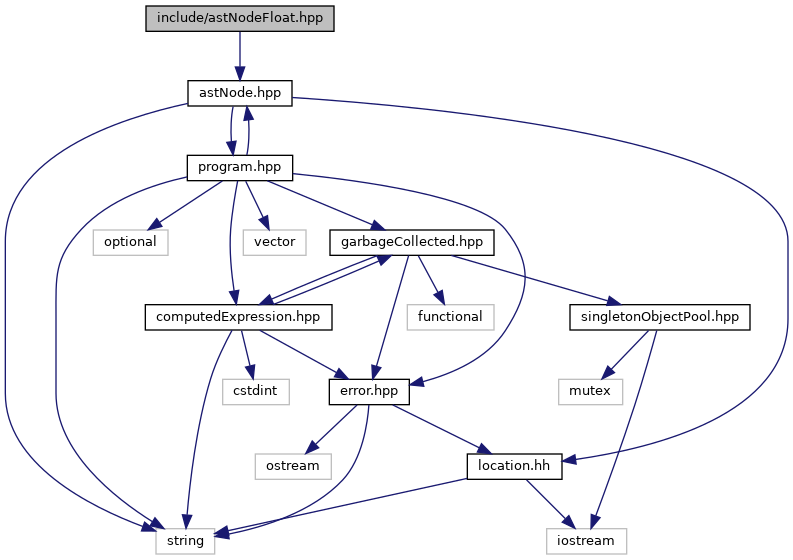 include/astNodeFloat.hpp
astNode.hpp
program.hpp
optional
vector
garbageCollected.hpp
computedExpression.hpp
functional
singletonObjectPool.hpp
cstdint
error.hpp
mutex
ostream
location.hh
string
iostream